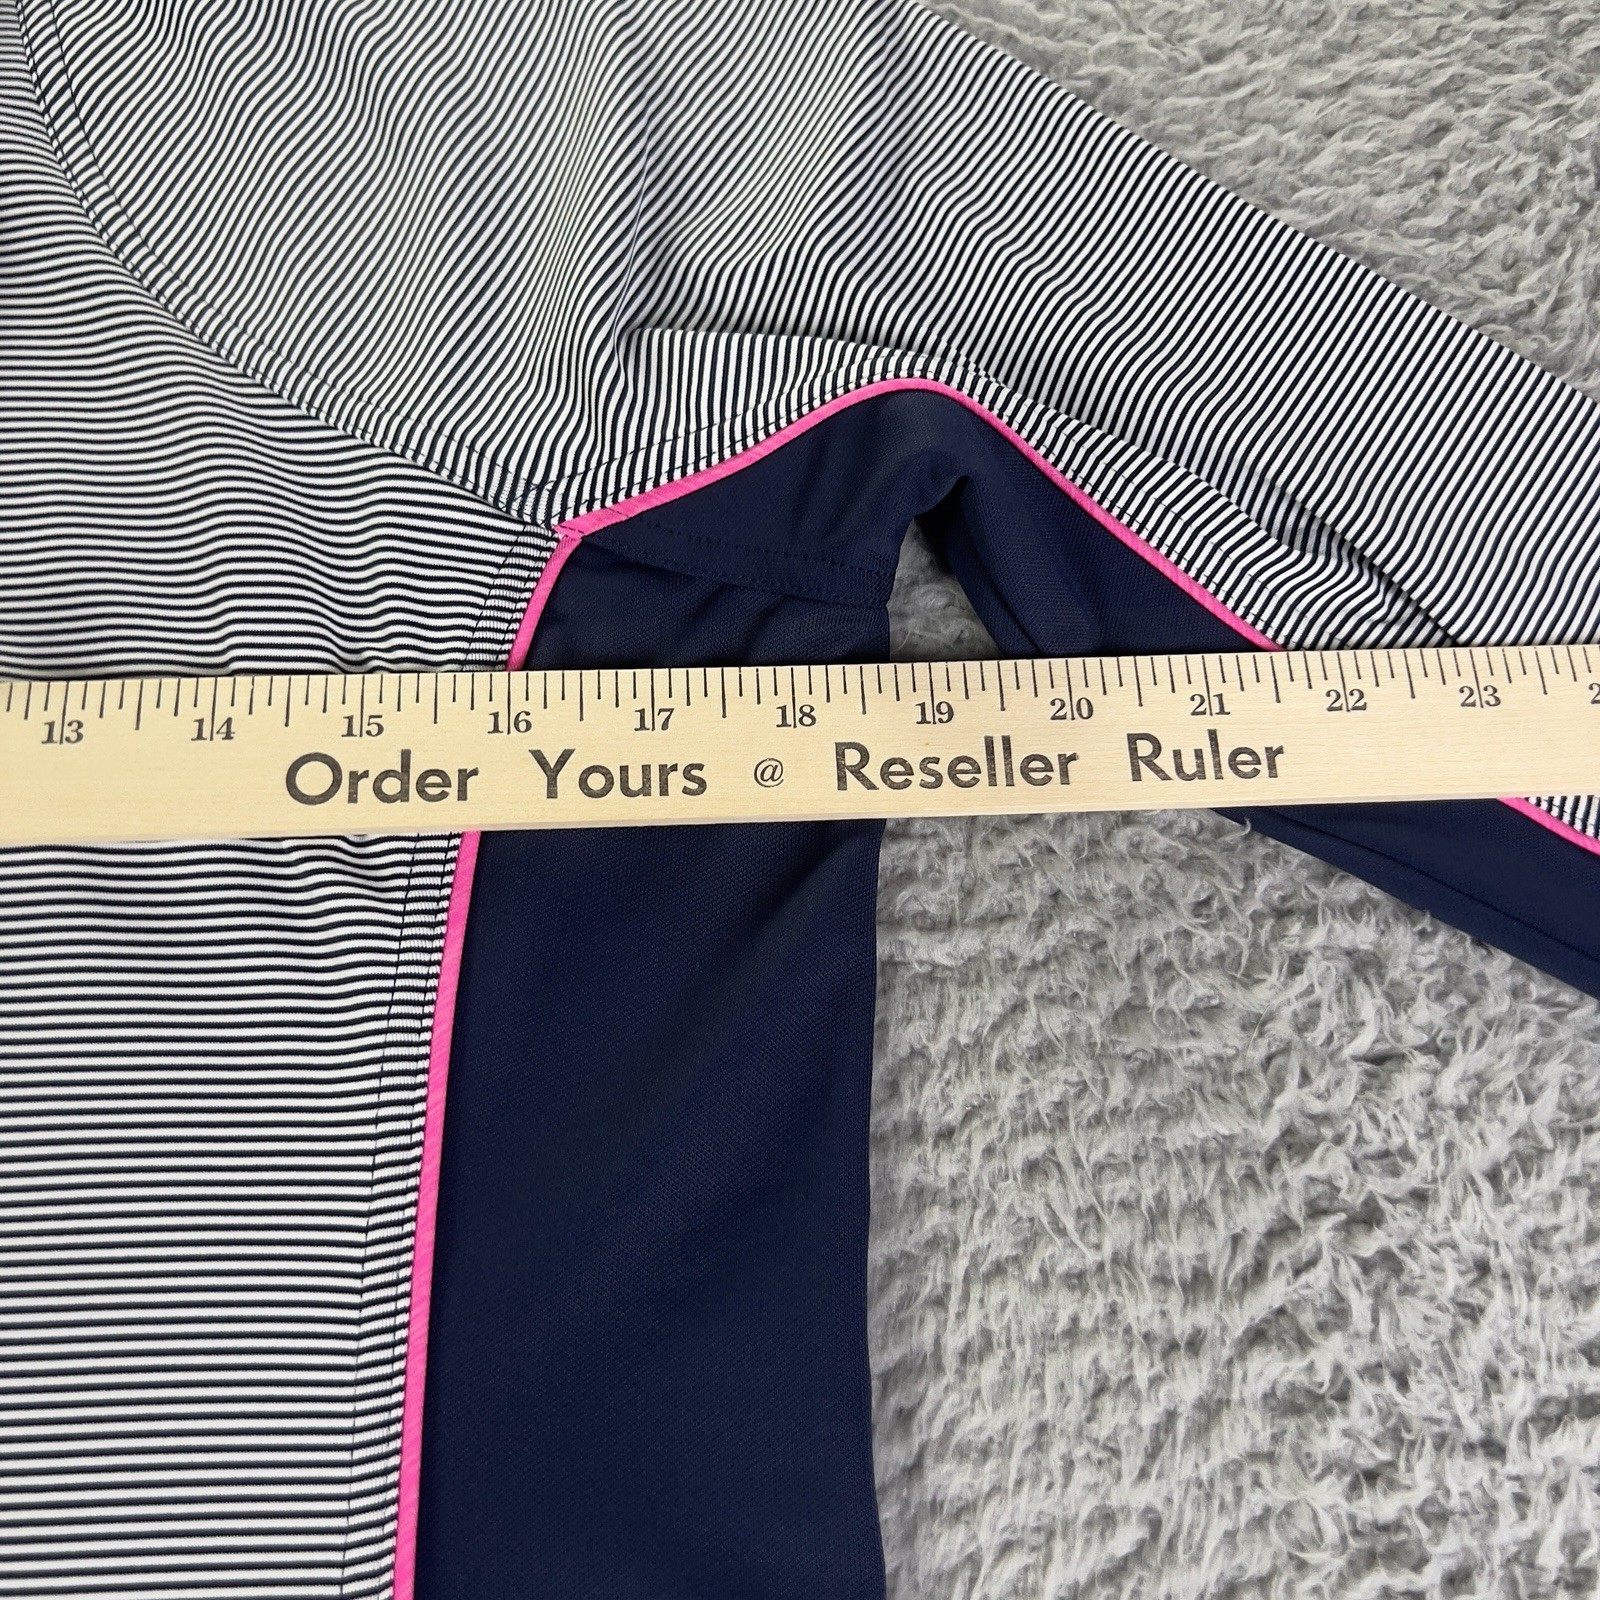 13 14 15 16 17 18 19 20 21 22 23
Order Yours @ Reseller Ruler